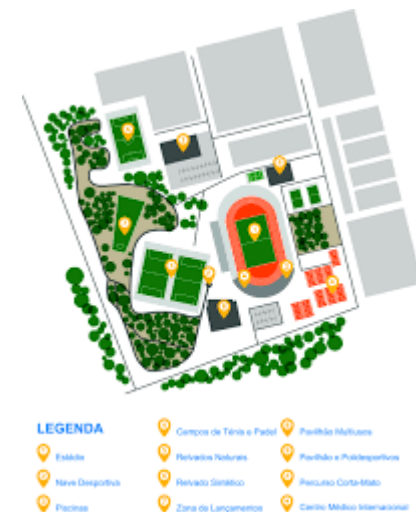 LEGENDA
Estádio
Nave Desportiva
Piscinas
Campos de Ténis e Padel
Relvados Naturais
Relvado Sintético
Zona de Lançamentos
Pavilhão Multiusos
Pavilhão e Polidesportivos
Percurso Corta-Mato
Centro Médico Internacional